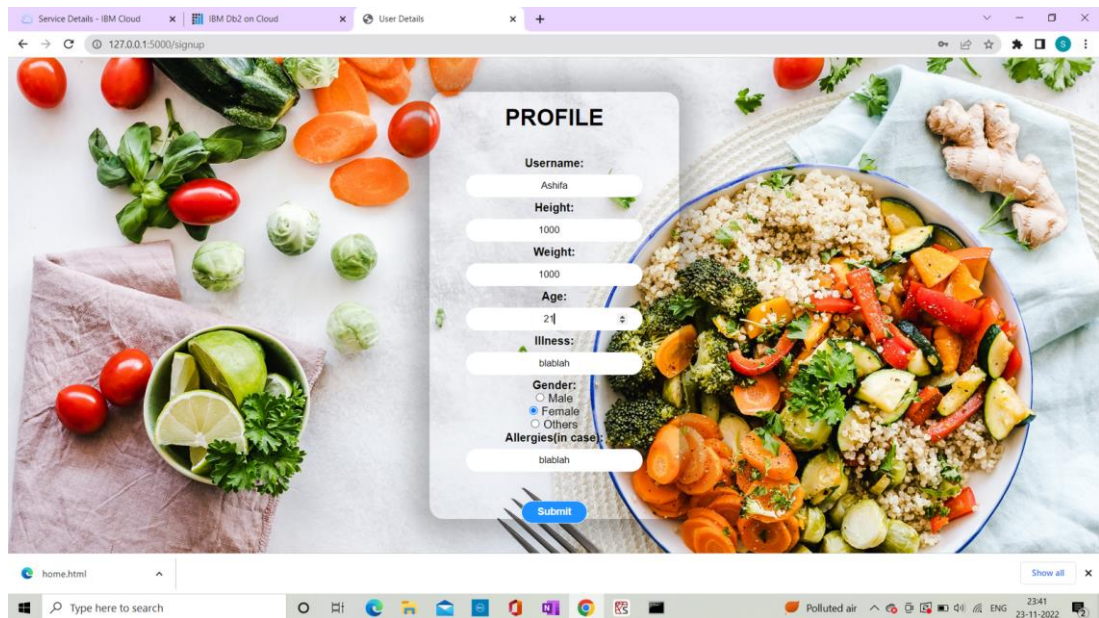 Service Details - IBM Cloud
IBM Db2 on Cloud
User Details
127.0.0.1:5000/signup
S
PROFILE
Username:
Ashifa
Height:
1000
Weight:
1000
Age:
21
Illness:
blablah
Gender:
Male
Female
Others
Allergies(in case):
blablah
Submit
home.html
Show all
Type here to search
Polluted air
ENG
23:41
23-11-2022